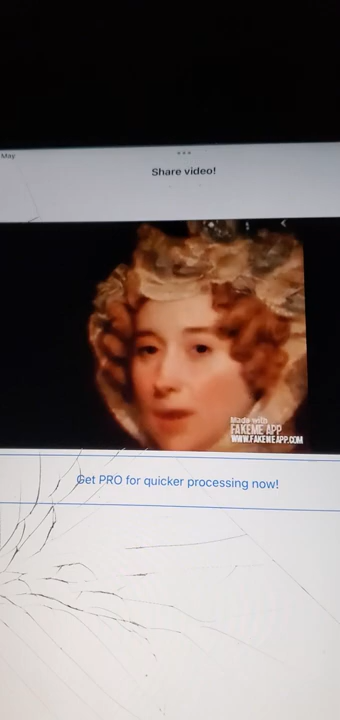 May
Share video!
Made with
FAKEME APP
WWW.FAKEMEAPP.COM
Get PRO for quicker processing now!